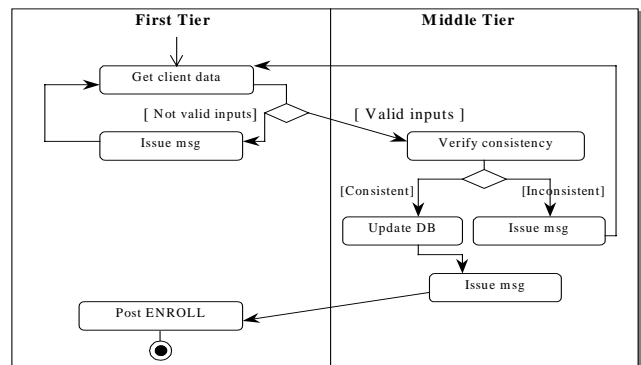 First Tier
Middle Tier
Get client data
[ Not valid inputs]
[ Valid inputs ]
Issue msg
Verify consistency
[Consistent]
[Inconsistent]
Update DB
Issue msg
Issue msg
Post ENROLL